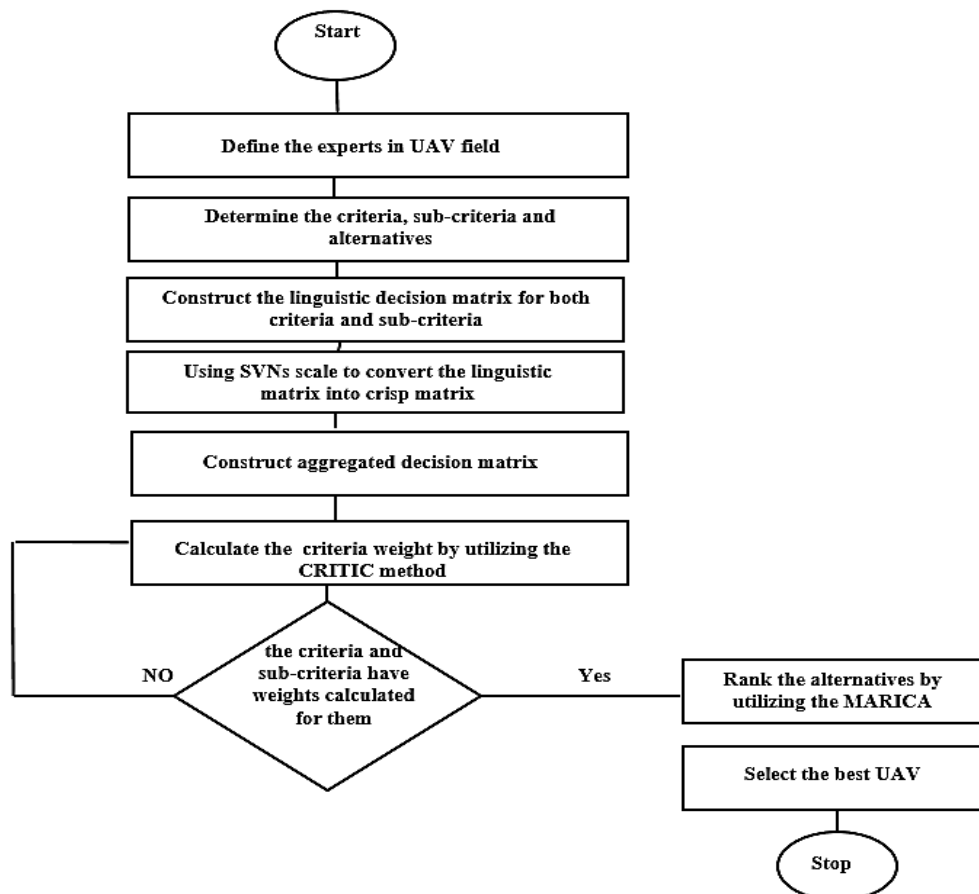 Start
Define the experts in UAV field
Determine the criteria, sub-criteria and
alternatives
Construct the linguistic decision matrix for both
criteria and sub-criteria
Using SVNs scale to convert the linguistic
matrix into crisp matrix
Construct aggregated decision matrix
Calculate the criteria weight by utilizing the
CRITIC method
the criteria and
sub-criteria have
weights calculated
for them
NO
Yes
Rank the alternatives by
utilizing the MARICA
Select the best UAV
Stop